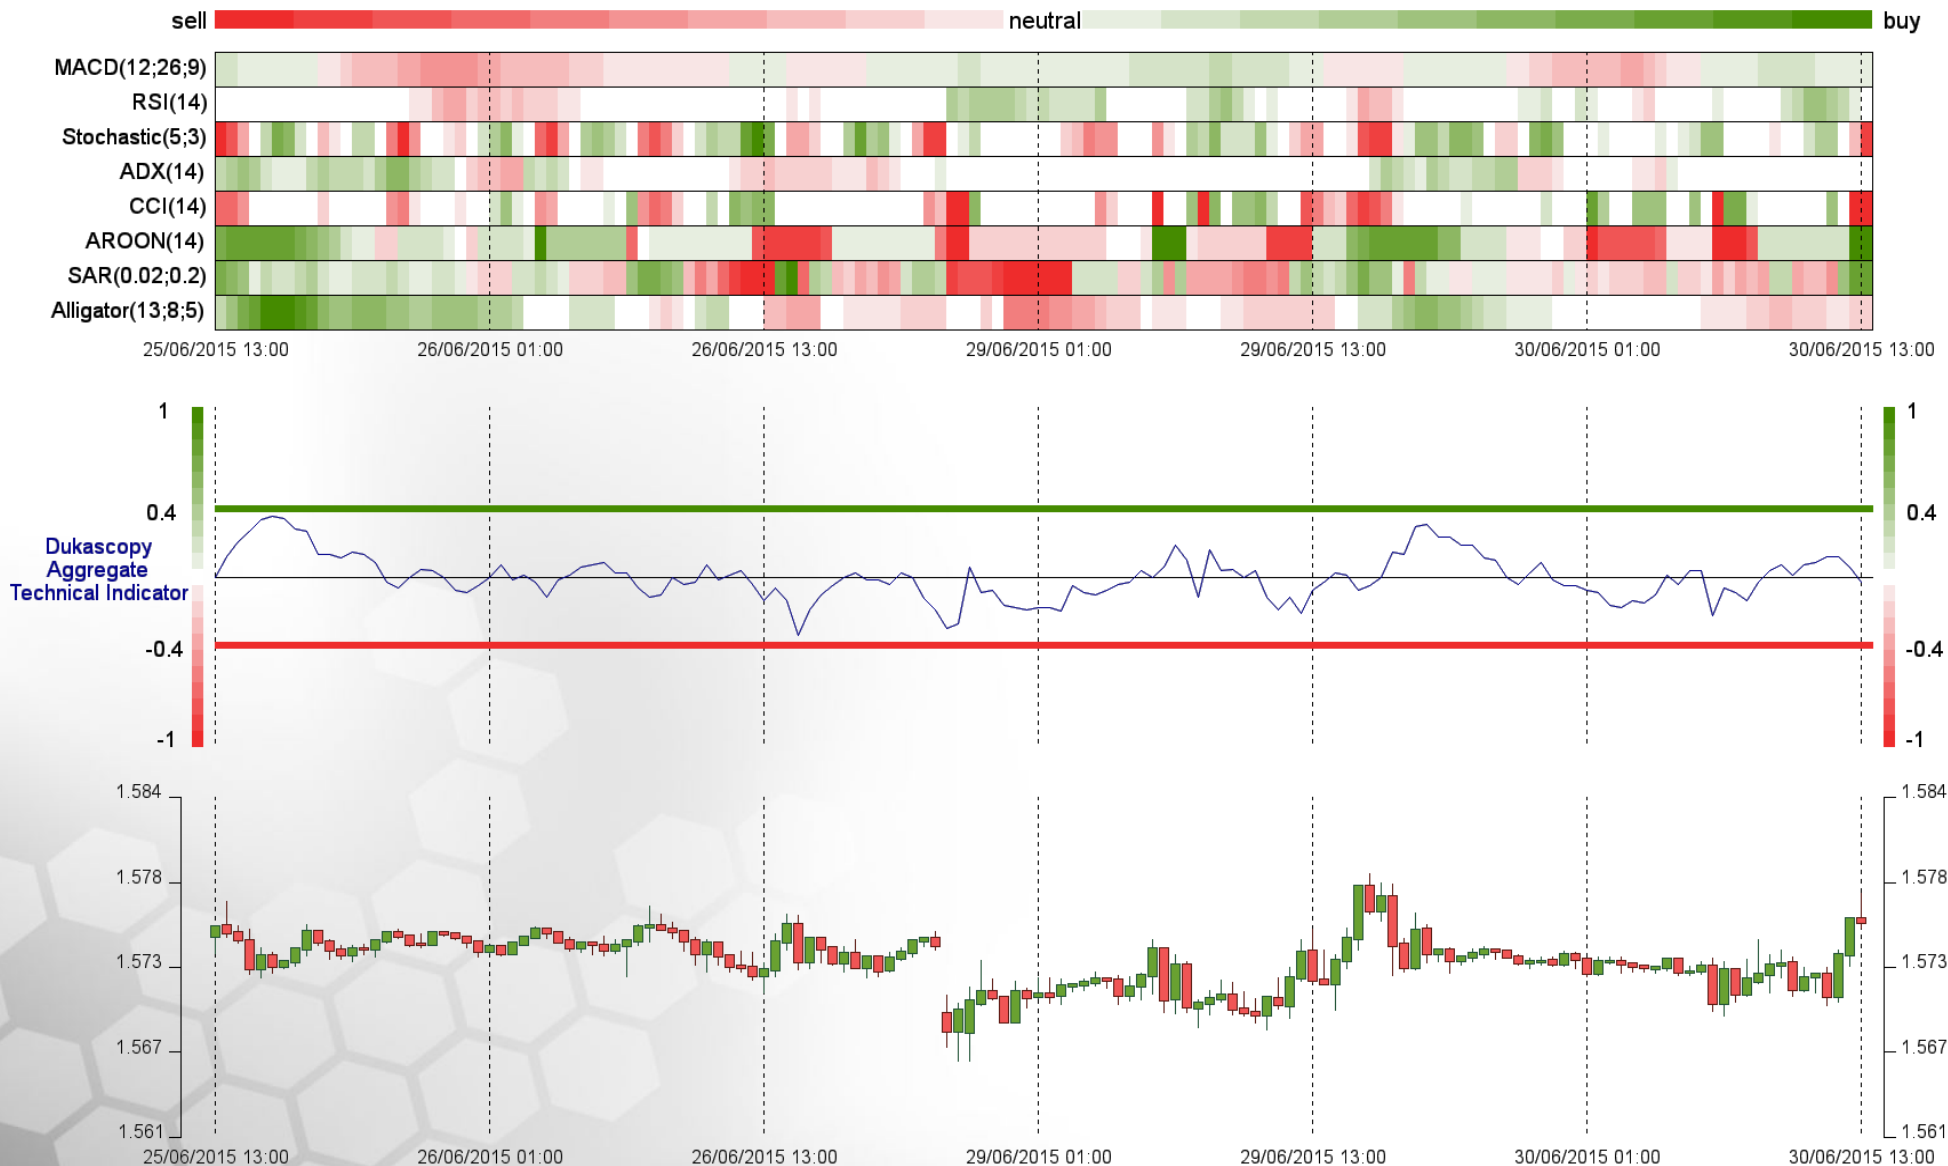 sell neutral buy
MACD(12;26;9)
RSI(14)
Stochastic(5;3)
ADX(14)
CCI(14)
AROON(14)
SAR(0.02;0.2)
Alligator(13;8;5)
25/06/2015 13:00 26/06/2015 01:00 26/06/2015 13:00 29/06/2015 01:00 29/06/2015 13:00 30/06/2015 01:00 30/06/2015 13:00
1 1
0.4 0.4
Dukascopy
Aggregate
Technical Indicator
-0.4 -0.4
-1 -1
1.584 1.584
1.578 1.578
1.573 1.573
1.567 1.567
1.561 1.561
25/06/2015 13:00 26/06/2015 01:00 26/06/2015 13:00 29/06/2015 01:00 29/06/2015 13:00 30/06/2015 01:00 30/06/2015 13:00